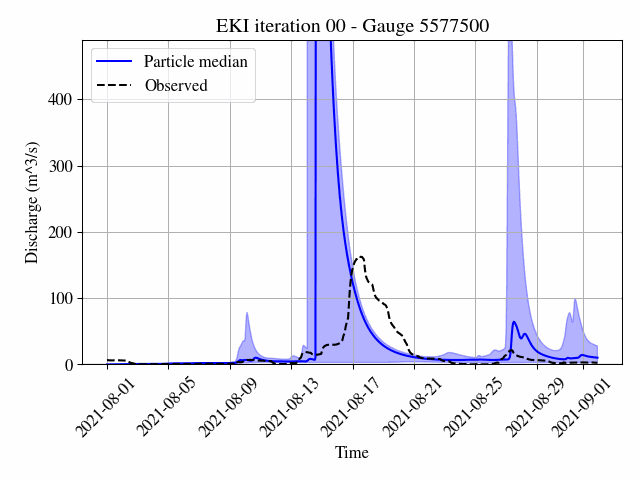 EKI iteration 00 - Gauge 5577500
Particle median
Observed
400
300
200
100
0
Discharge (m^3/s)
2021-08-01
2021-08-05
2021-08-09
2021-08-13
2021-08-17
2021-08-21
2021-08-25
2021-08-29
2021-09-01
Time